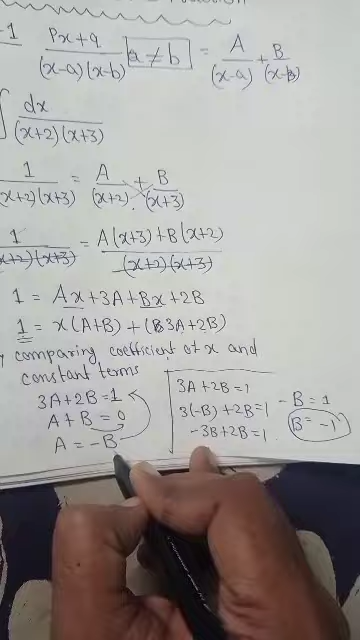 -1 Px+q/(x-a)(x-b) a≠b = A/(x-a) + B/(x-b)
∫ dx/(x+2)(x+3)
1/(x+2)(x+3) = A/(x+2) + B/(x+3)
1/(x+2)(x+3) = A(x+3)+B(x+2)/(x+2)(x+3)
1 = Ax+3A+Bx+2B
1 = x(A+B)+(3A+2B)
comparing coefficient of x and
constant terms
3A+2B=1
A+B=0
A=-B
3A+2B=1
3(-B)+2B=1
-3B+2B=1
-B=1
B=-1